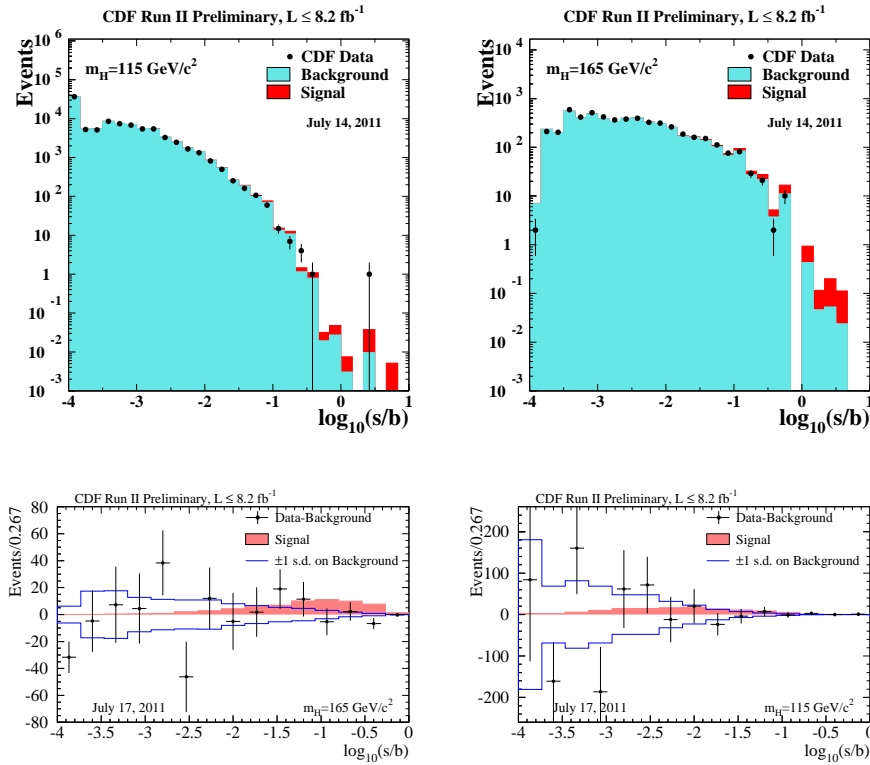 CDF Run II Preliminary, L ≤ 8.2 fb⁻¹
Events
10⁶
10⁵
10⁴
10³
10²
10
1
10⁻¹
10⁻²
10⁻³
m_H=115 GeV/c²
CDF Data
Background
Signal
July 14, 2011
-4 -3 -2 -1 0 1
log₁₀(s/b)
CDF Run II Preliminary, L ≤ 8.2 fb⁻¹
Events
10⁴
10³
10²
10
1
10⁻¹
10⁻²
10⁻³
m_H=165 GeV/c²
CDF Data
Background
Signal
July 14, 2011
-4 -3 -2 -1 0 1
log₁₀(s/b)
CDF Run II Preliminary, L ≤ 8.2 fb⁻¹
Events/0.267
80
60
40
20
0
-20
-40
-60
-80
Data-Background
Signal
±1 s.d. on Background
July 17, 2011
m_H=165 GeV/c²
-4 -3.5 -3 -2.5 -2 -1.5 -1 -0.5 0
log₁₀(s/b)
CDF Run II Preliminary, L ≤ 8.2 fb⁻¹
Events/0.267
200
100
0
-100
-200
Data-Background
Signal
±1 s.d. on Background
July 17, 2011
m_H=115 GeV/c²
-4 -3.5 -3 -2.5 -2 -1.5 -1 -0.5 0
log₁₀(s/b)